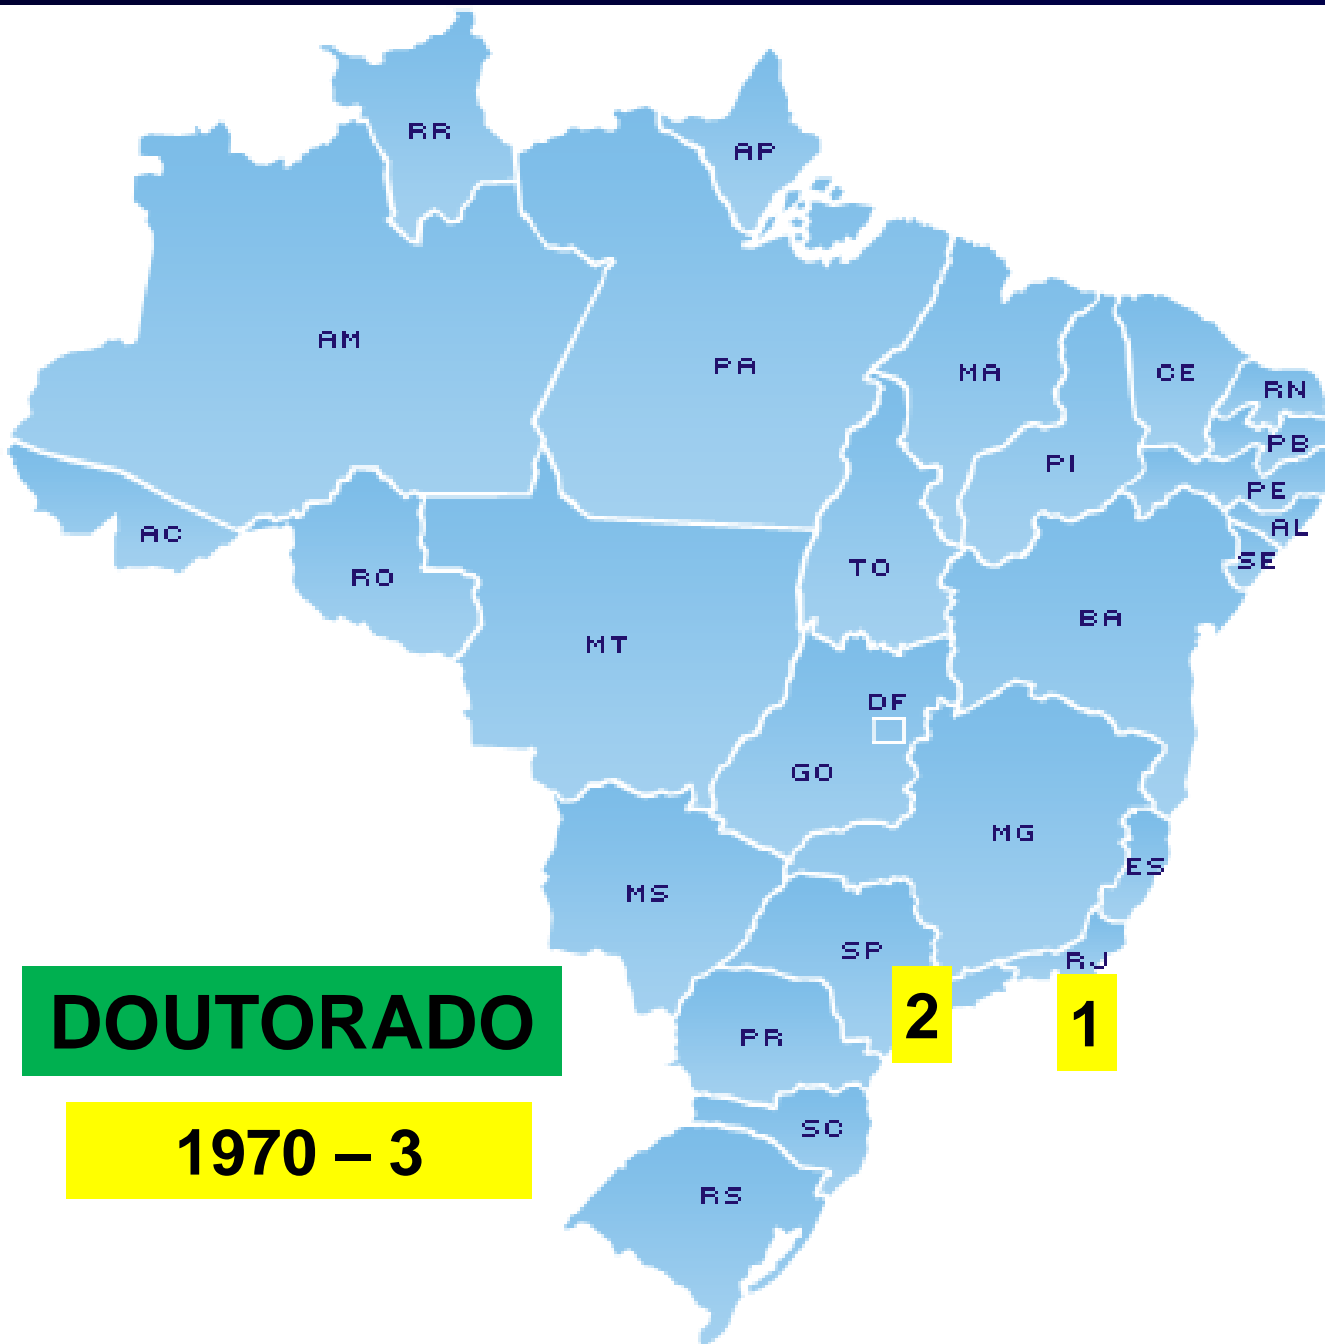 RR
AP
AM
PA
MA
CE
RN
PB
PI
PE
AL
SE
AC
RO
TO
BA
MT
DF
GO
MG
ES
MS
SP
RJ
2
1
DOUTORADO
PR
SC
1970 – 3
RS